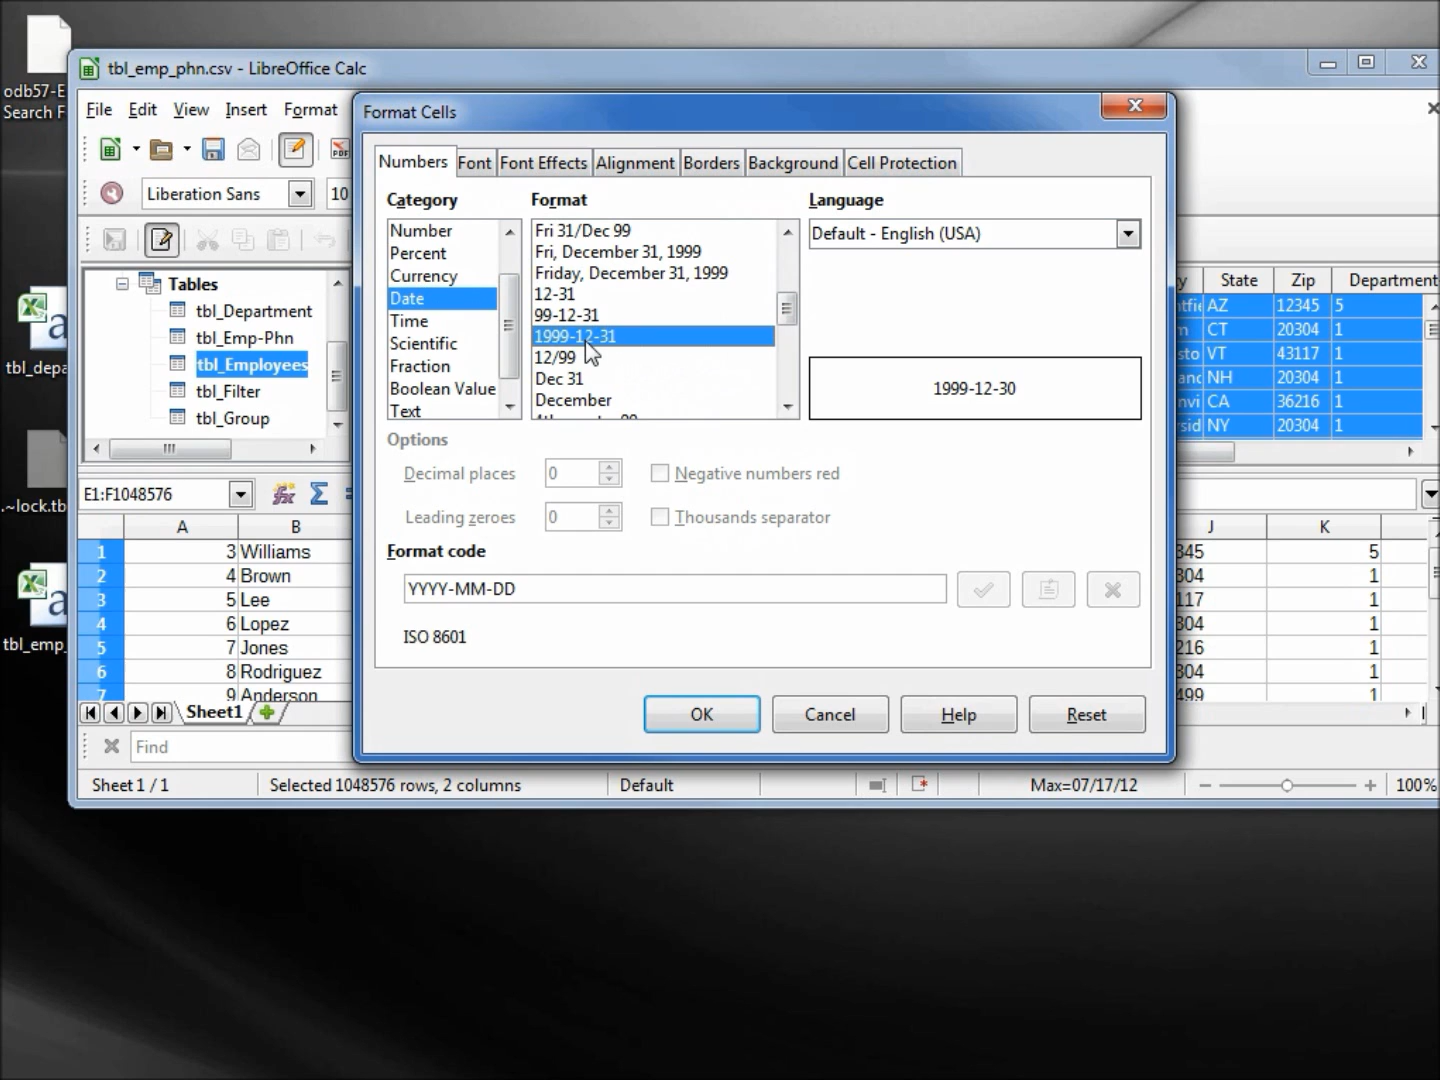 odb57-E
Search F
tbl_depa
.~lock.tb
tbl_emp_
tbl_emp_phn.csv - LibreOffice Calc
File Edit View Insert Format
Liberation Sans 10
Tables
tbl_Department
tbl_Emp-Phn
tbl_Employees
tbl_Filter
tbl_Group
E1:F1048576
A B
1 3 Williams
2 4 Brown
3 5 Lee
4 6 Lopez
5 7 Jones
6 8 Rodriguez
7 9 Anderson
Sheet1
Find
Sheet 1 / 1 Selected 1048576 rows, 2 columns Default Max=07/17/12 100%
Format Cells
Numbers Font Font Effects Alignment Borders Background Cell Protection
Category
Number
Percent
Currency
Date
Time
Scientific
Fraction
Boolean Value
Text
Format
Fri 31/Dec 99
Fri, December 31, 1999
Friday, December 31, 1999
12-31
99-12-31
1999-12-31
12/99
Dec 31
December
Language
Default - English (USA)
1999-12-30
Options
Decimal places 0 Negative numbers red
Leading zeroes 0 Thousands separator
Format code
YYYY-MM-DD
ISO 8601
OK Cancel Help Reset
y State Zip Department
ntfie AZ 12345 5
m CT 20304 1
sto VT 43117 1
anc NH 20304 1
nvi CA 36216 1
rsid NY 20304 1
J K
345 5
304 1
117 1
304 1
216 1
304 1
499 1